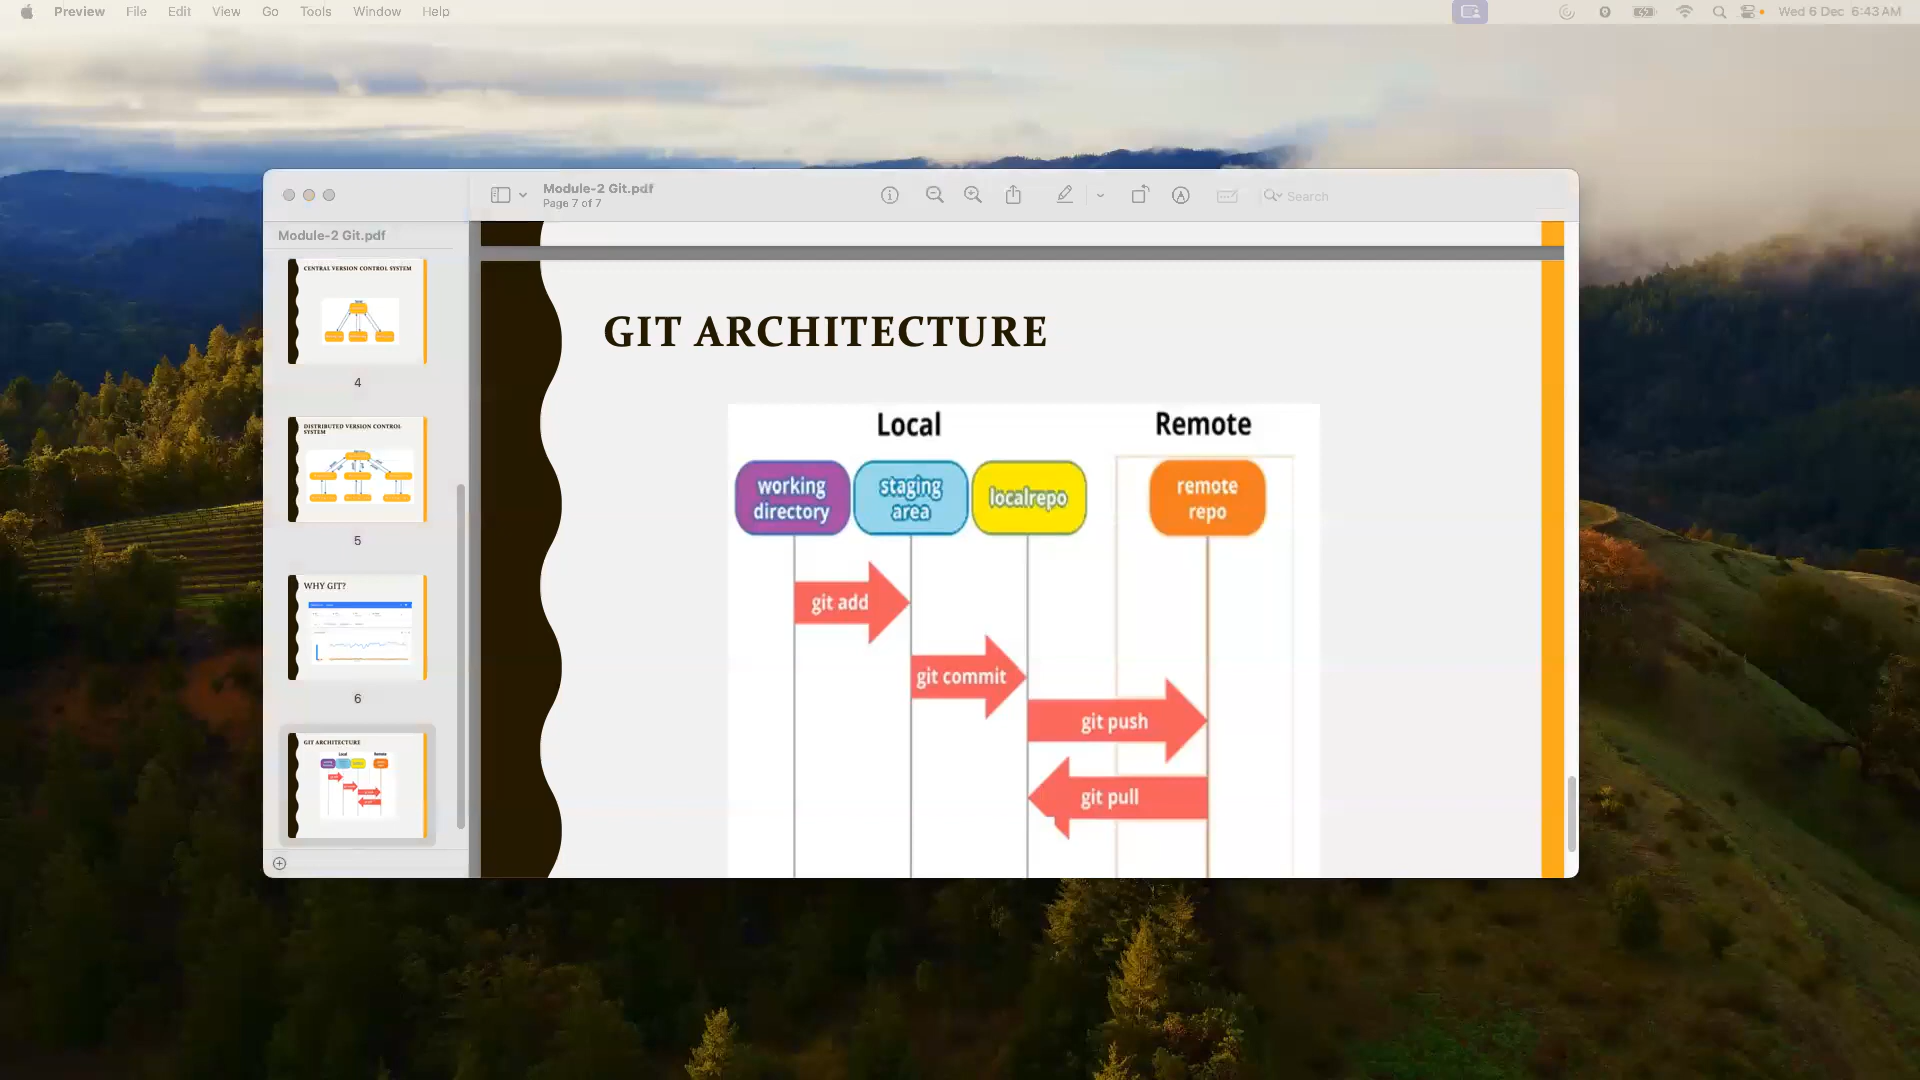 Preview File Edit View Go Tools Window Help
Wed 6 Dec 6:43 AM
Module-2 Git.pdf
Page 7 of 7
Search
Module-2 Git.pdf
CENTRAL VERSION CONTROL SYSTEM
4
DISTRIBUTED VERSION CONTROL
SYSTEM
5
WHY GIT?
6
GIT ARCHITECTURE
Local Remote
GIT ARCHITECTURE
Local Remote
working
directory
staging
area
localrepo
remote
repo
git add
git commit
git push
git pull